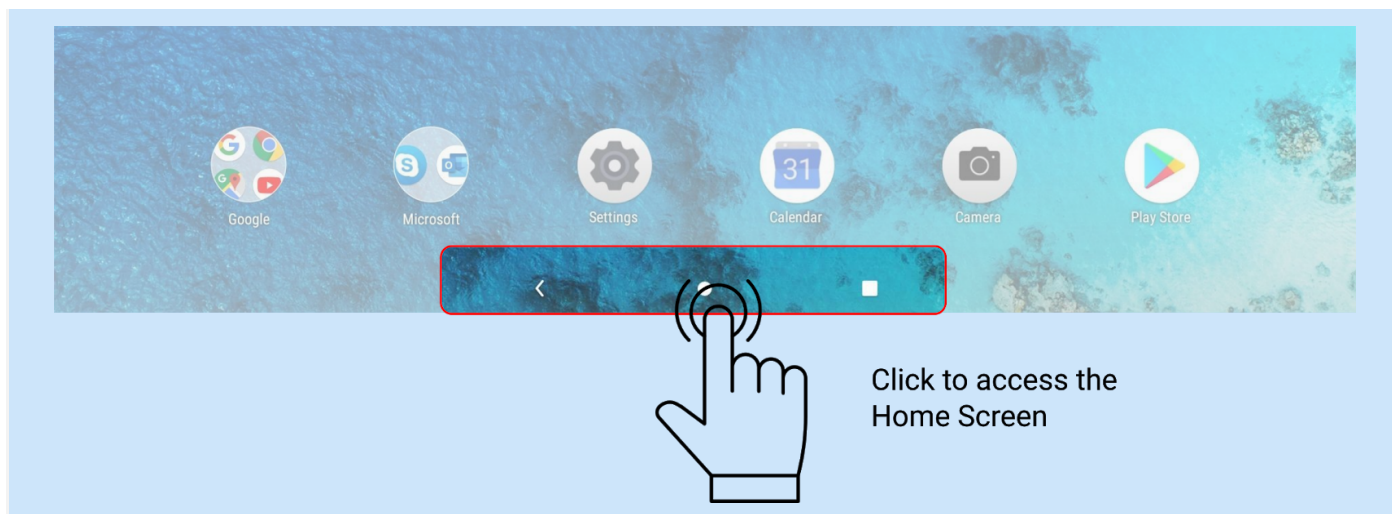 Google
Microsoft
Settings
31
Calendar
Camera
Play Store
Click to access the
Home Screen